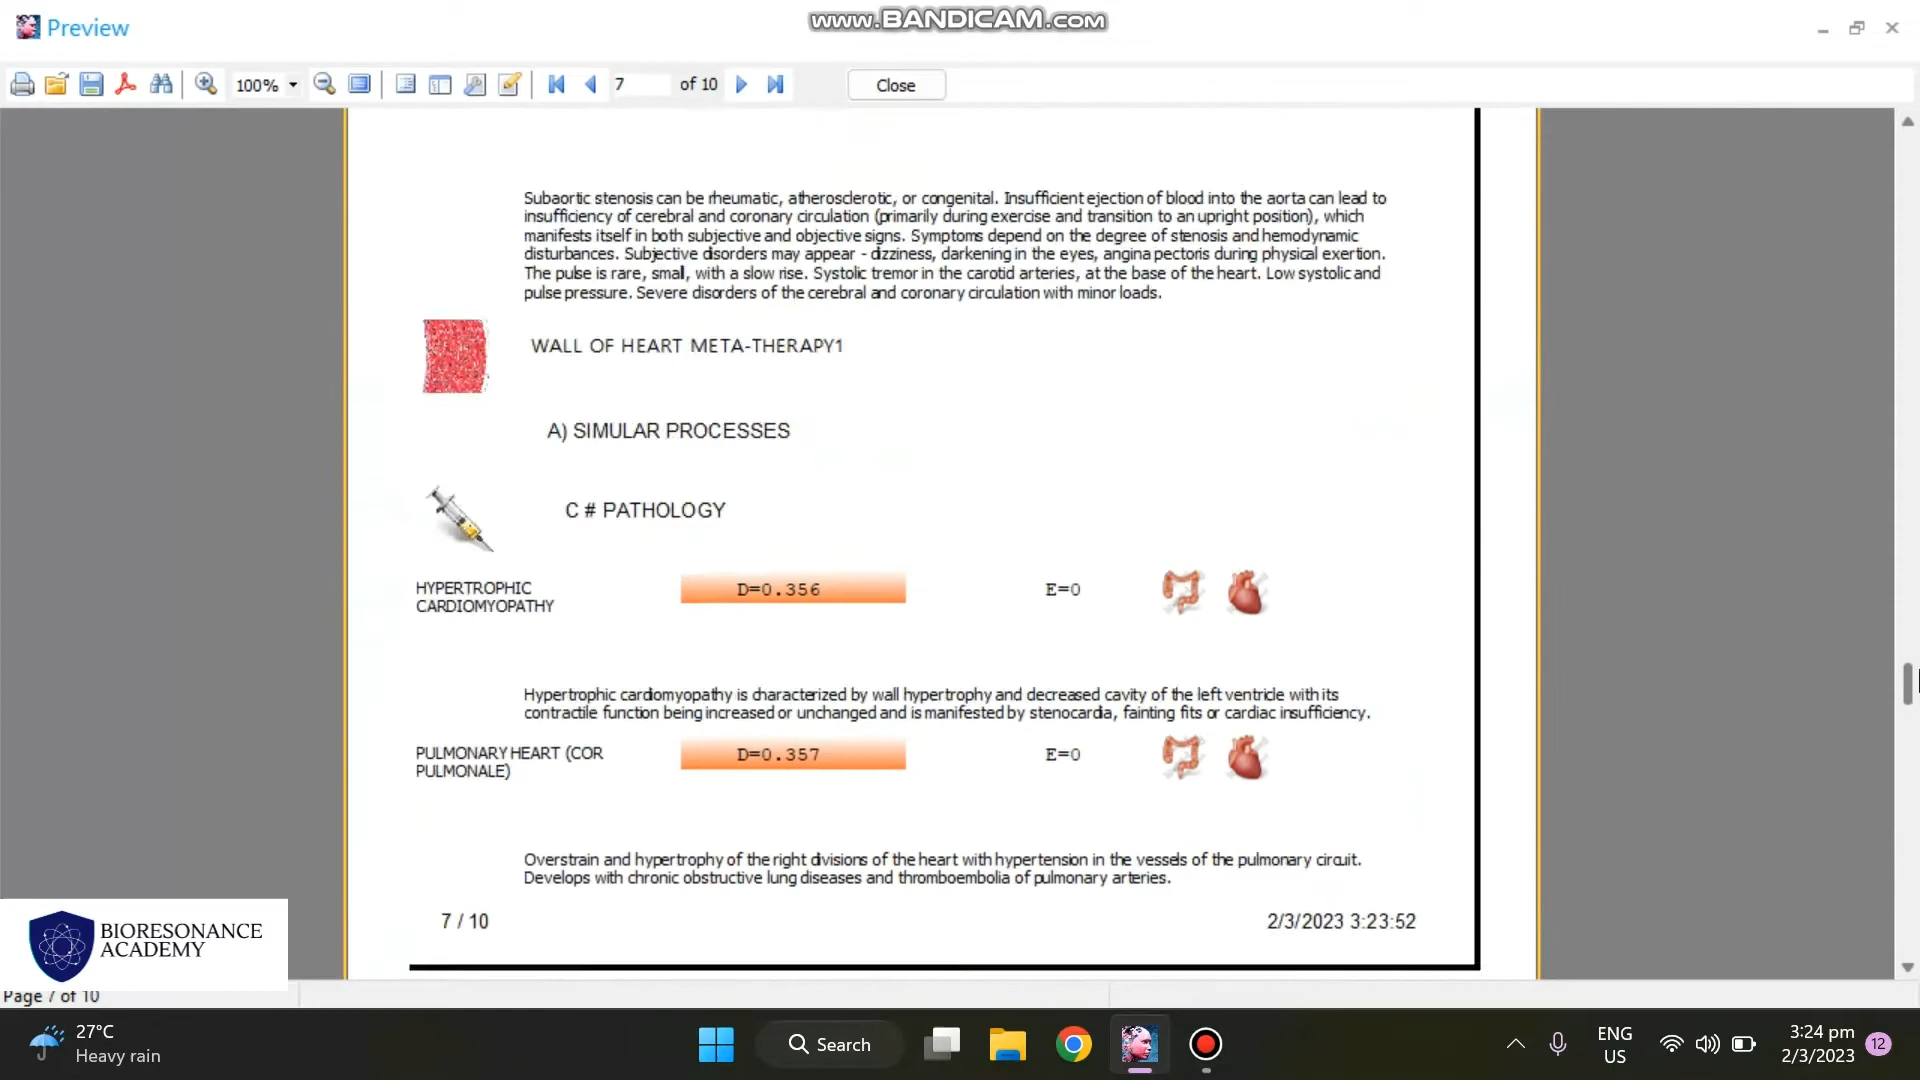 Preview
www.BANDICAM.com
100%
7 of 10
Close
Subaortic stenosis can be rheumatic, atherosclerotic, or congenital. Insufficient ejection of blood into the aorta can lead to
insufficiency of cerebral and coronary circulation (primarily during exercise and transition to an upright position), which
manifests itself in both subjective and objective signs. Symptoms depend on the degree of stenosis and hemodynamic
disturbances. Subjective disorders may appear - dizziness, darkening in the eyes, angina pectoris during physical exertion.
The pulse is rare, small, with a slow rise. Systolic tremor in the carotid arteries, at the base of the heart. Low systolic and
pulse pressure. Severe disorders of the cerebral and coronary circulation with minor loads.
WALL OF HEART META-THERAPY1
A) SIMULAR PROCESSES
C # PATHOLOGY
HYPERTROPHIC
CARDIOMYOPATHY
D=0.356
E=0
Hypertrophic cardiomyopathy is characterized by wall hypertrophy and decreased cavity of the left ventricle with its
contractile function being increased or unchanged and is manifested by stenocardia, fainting fits or cardiac insufficiency.
PULMONARY HEART (COR
PULMONALE)
D=0.357
E=0
Overstrain and hypertrophy of the right divisions of the heart with hypertension in the vessels of the pulmonary circuit.
Develops with chronic obstructive lung diseases and thromboembolia of pulmonary arteries.
7 / 10
2/3/2023 3:23:52
BIORESONANCE
ACADEMY
Page 7 of 10
27°C
Heavy rain
Search
ENG
US
3:24 pm
2/3/2023
12